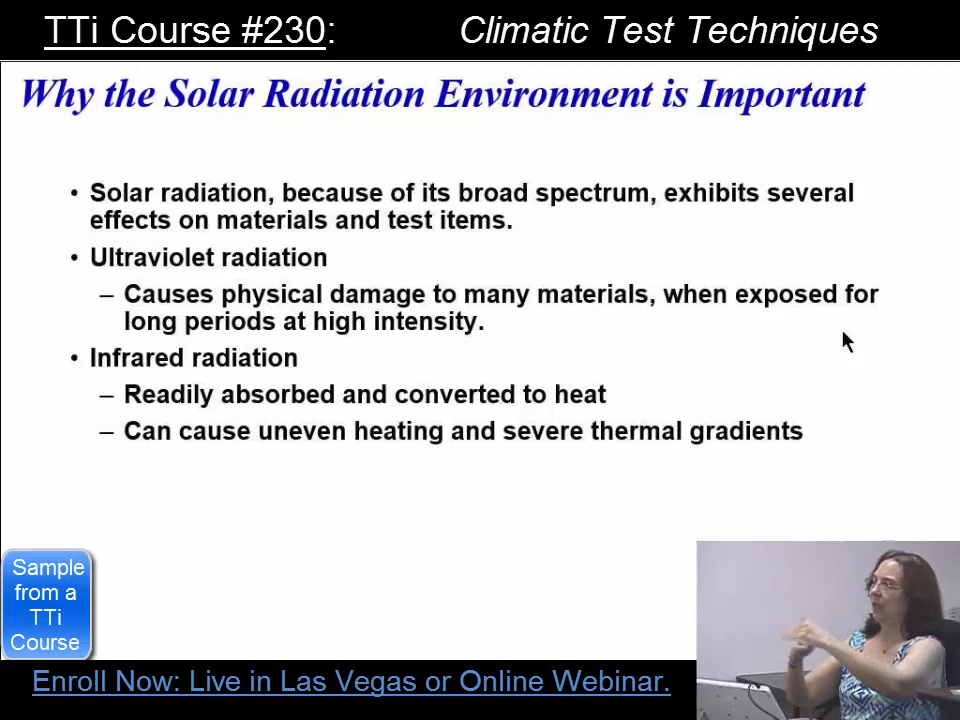 TTi Course #230: Climatic Test Techniques
Why the Solar Radiation Environment is Important
• Solar radiation, because of its broad spectrum, exhibits several
effects on materials and test items.
• Ultraviolet radiation
– Causes physical damage to many materials, when exposed for
long periods at high intensity.
• Infrared radiation
– Readily absorbed and converted to heat
– Can cause uneven heating and severe thermal gradients
Sample
from a
TTi
Course
Enroll Now: Live in Las Vegas or Online Webinar.